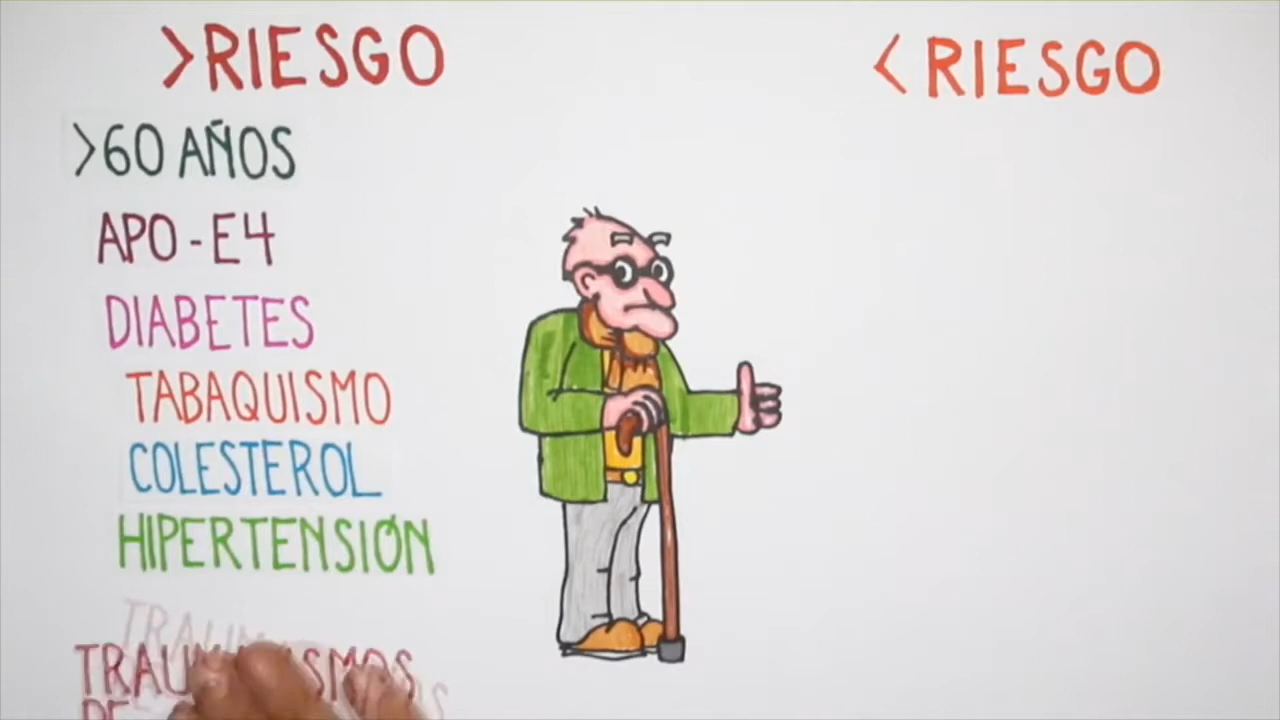 >RIESGO
<RIESGO
>60 AÑOS
APO-E4
DIABETES
TABAQUISMO
COLESTEROL
HIPERTENSIÓN